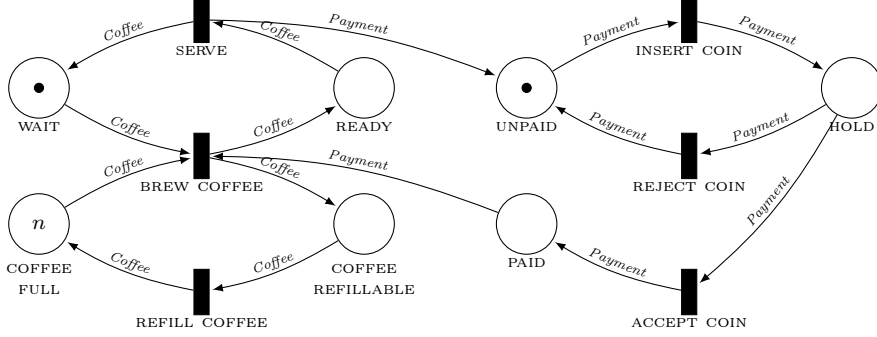 Coffee
Coffee
Payment
Payment
Payment
SERVE
INSERT COIN
WAIT
READY
UNPAID
HOLD
Coffee
Coffee
Payment
Payment
Coffee
Coffee
Payment
BREW COFFEE
REJECT COIN
Payment
n
COFFEE
FULL
COFFEE
REFILLABLE
PAID
Coffee
Coffee
Payment
REFILL COFFEE
ACCEPT COIN